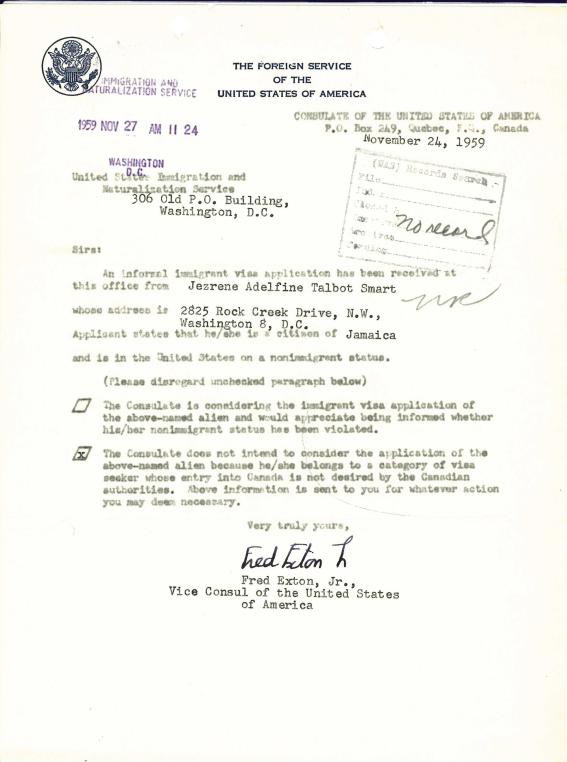 THE FOREIGN SERVICE
OF THE
UNITED STATES OF AMERICA
IMMIGRATION AND
NATURALIZATION SERVICE
1959 NOV 27 AM 11 24
WASHINGTON
D.C.
CONSULATE OF THE UNITED STATES OF AMERICA
P.O. Box 249, Quebec, P.Q., Canada
November 24, 1959
United States Immigration and
Naturalization Service
306 Old P.O. Building,
Washington, D.C.
(WAS) Records Search
File
no record
Sirs:
An informal immigrant visa application has been received at
this office from Jezrene Adelfine Talbot Smart
whose address is 2825 Rock Creek Drive, N.W.,
Washington 8, D.C.
Applicant states that he/she is a citizen of Jamaica
and is in the United States on a nonimmigrant status.
(Please disregard unchecked paragraph below)
The Consulate is considering the immigrant visa application of
the above-named alien and would appreciate being informed whether
his/her nonimmigrant status has been violated.
x The Consulate does not intend to consider the application of the
above-named alien because he/she belongs to a category of visa
seeker whose entry into Canada is not desired by the Canadian
authorities. Above information is sent to you for whatever action
you may deem necessary.
Very truly yours,
Fred Exton Jr
Fred Exton, Jr.,
Vice Consul of the United States
of America